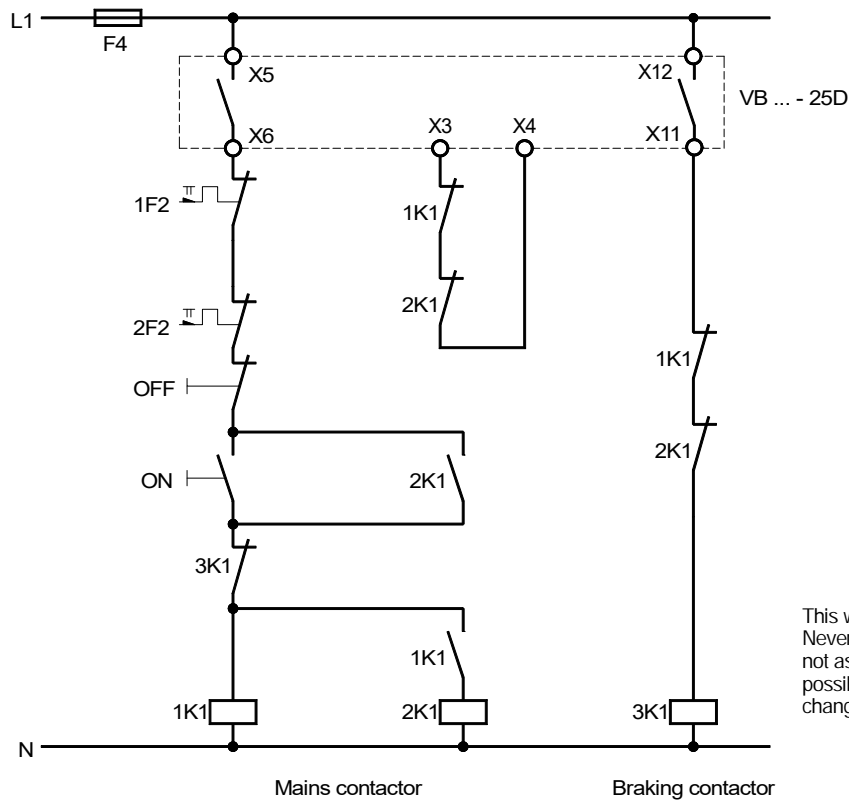 L1
F4
X5
X12
VB ... - 25D
X6
X3
X4
X11
1F2
1K1
2F2
2K1
OFF
1K1
ON
2K1
2K1
3K1
1K1
1K1
2K1
3K1
N
Mains contactor
Braking contactor
This w
Never
not as
possil
chang